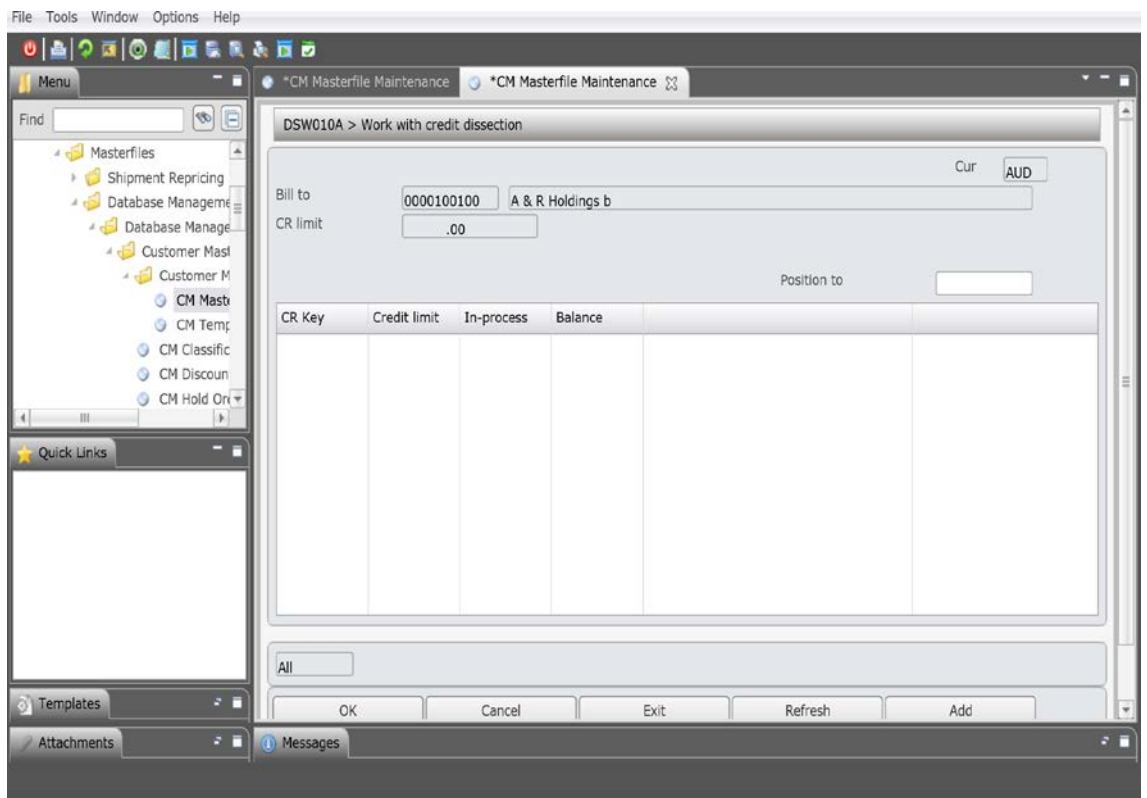 File Tools Window Options Help
Menu
Find
Masterfiles
Shipment Repricing
Database Manageme
Database Manage
Customer Mast
Customer M
CM Maste
CM Temp
CM Classific
CM Discoun
CM Hold Ord
Quick Links
Templates
Attachments
*CM Masterfile Maintenance
*CM Masterfile Maintenance
DSW010A > Work with credit dissection
Cur AUD
Bill to 0000100100 A & R Holdings b
CR limit .00
Position to
CR Key Credit limit In-process Balance
All
OK Cancel Exit Refresh Add
Messages